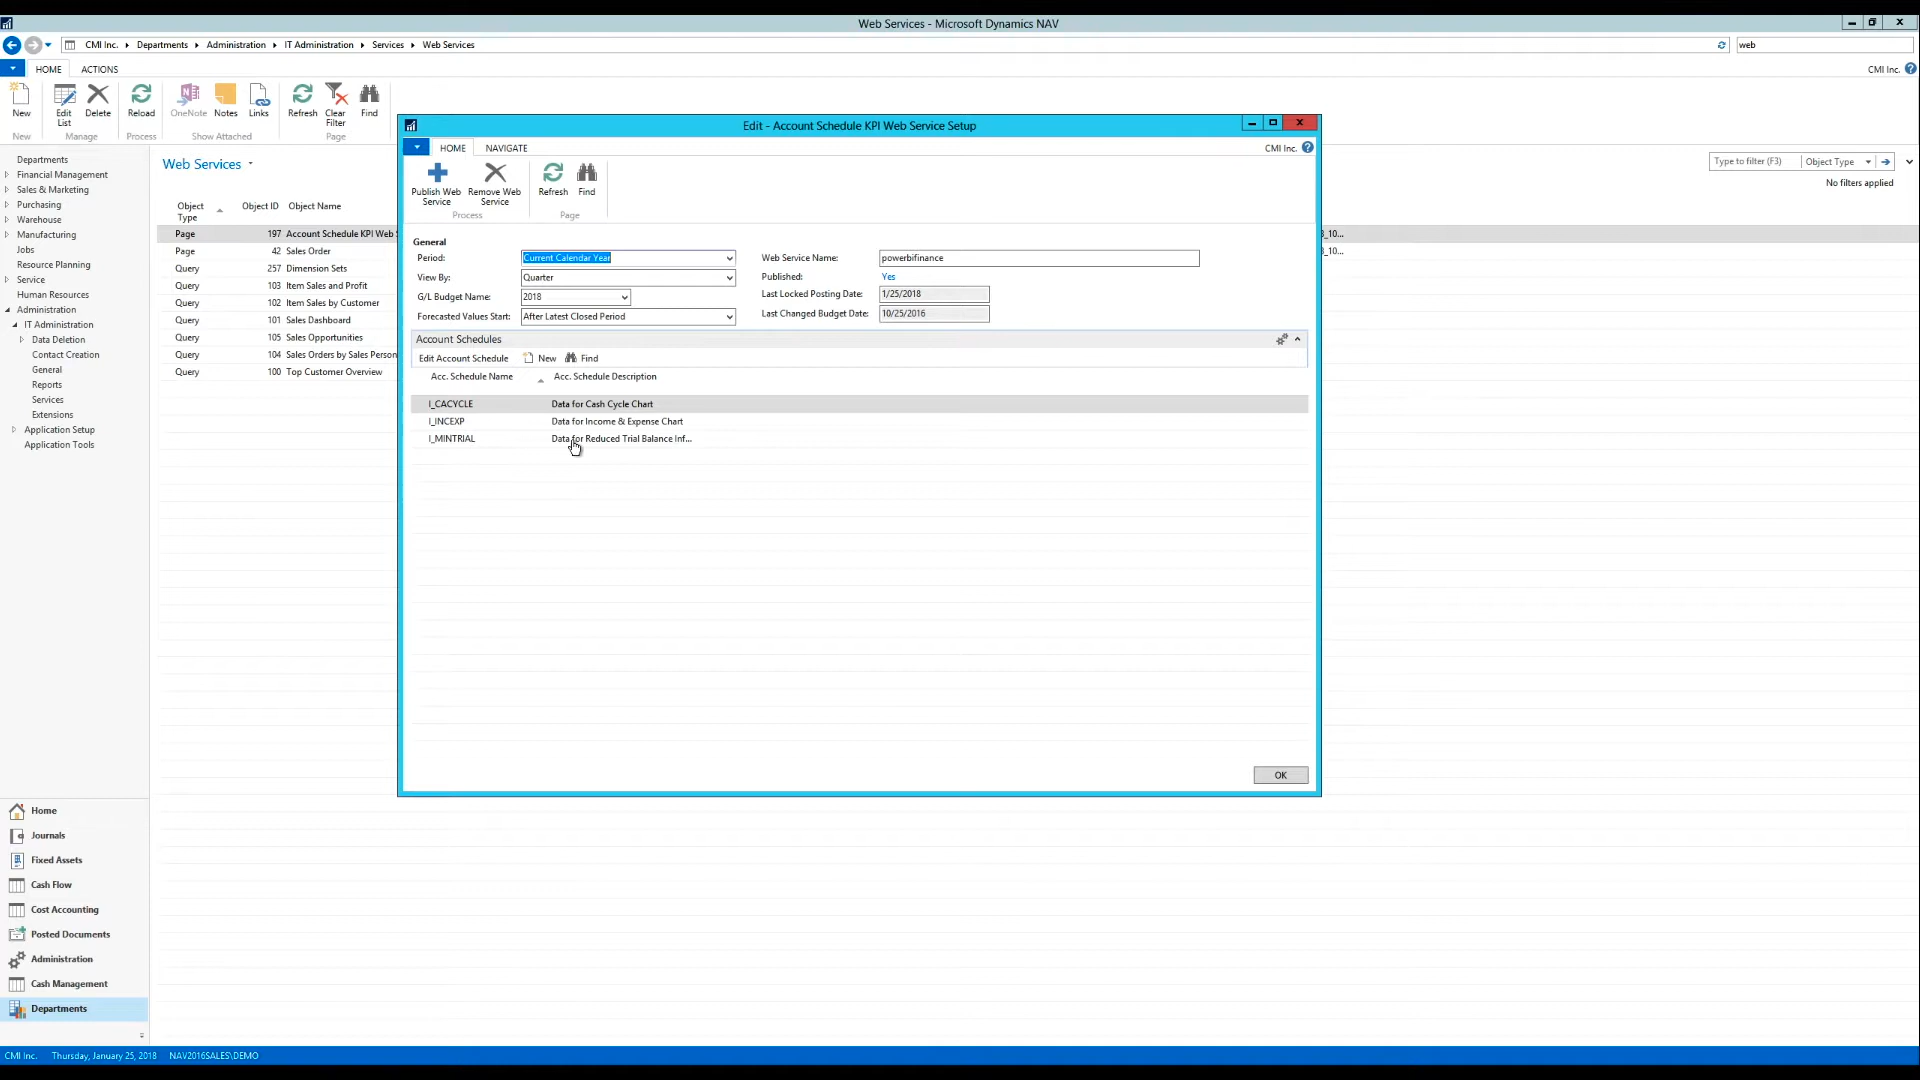 Web Services - Microsoft Dynamics NAV
CMI Inc. Departments Administration IT Administration Services Web Services
web
HOME ACTIONS
CMI Inc.
New
Edit List
Delete
Reload
OneNote
Notes
Links
Refresh
Clear Filter
Find
New
Manage
Process
Show Attached
Page
Departments
Financial Management
Sales & Marketing
Purchasing
Warehouse
Manufacturing
Jobs
Resource Planning
Service
Human Resources
Administration
IT Administration
Data Deletion
Contact Creation
General
Reports
Services
Extensions
Application Setup
Application Tools
Home
Journals
Fixed Assets
Cash Flow
Cost Accounting
Posted Documents
Administration
Cash Management
Departments
Web Services
Type to filter (F3) Object Type
No filters applied
Object Type Object ID Object Name
Page 197 Account Schedule KPI Web
Page 42 Sales Order
Query 257 Dimension Sets
Query 103 Item Sales and Profit
Query 102 Item Sales by Customer
Query 101 Sales Dashboard
Query 105 Sales Opportunities
Query 104 Sales Orders by Sales Person
Query 100 Top Customer Overview
_10...
_10...
Edit - Account Schedule KPI Web Service Setup
HOME NAVIGATE
CMI Inc.
Publish Web Service
Remove Web Service
Refresh
Find
Process
Page
General
Period: Current Calendar Year
View By: Quarter
G/L Budget Name: 2018
Forecasted Values Start: After Latest Closed Period
Web Service Name: powerbifinance
Published: Yes
Last Locked Posting Date: 1/25/2018
Last Changed Budget Date: 10/25/2016
Account Schedules
Edit Account Schedule New Find
Acc. Schedule Name Acc. Schedule Description
I_CACYCLE Data for Cash Cycle Chart
I_INCEXP Data for Income & Expense Chart
I_MINTRIAL Data for Reduced Trial Balance Inf...
OK
CMI Inc. Thursday, January 25, 2018 NAV2016SALES\DEMO